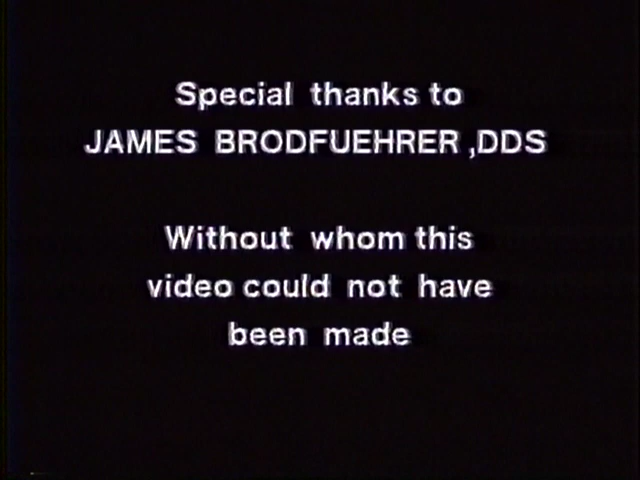 Special thanks to
JAMES BRODFUEHRER ,DDS
Without whom this
video could not have
been made